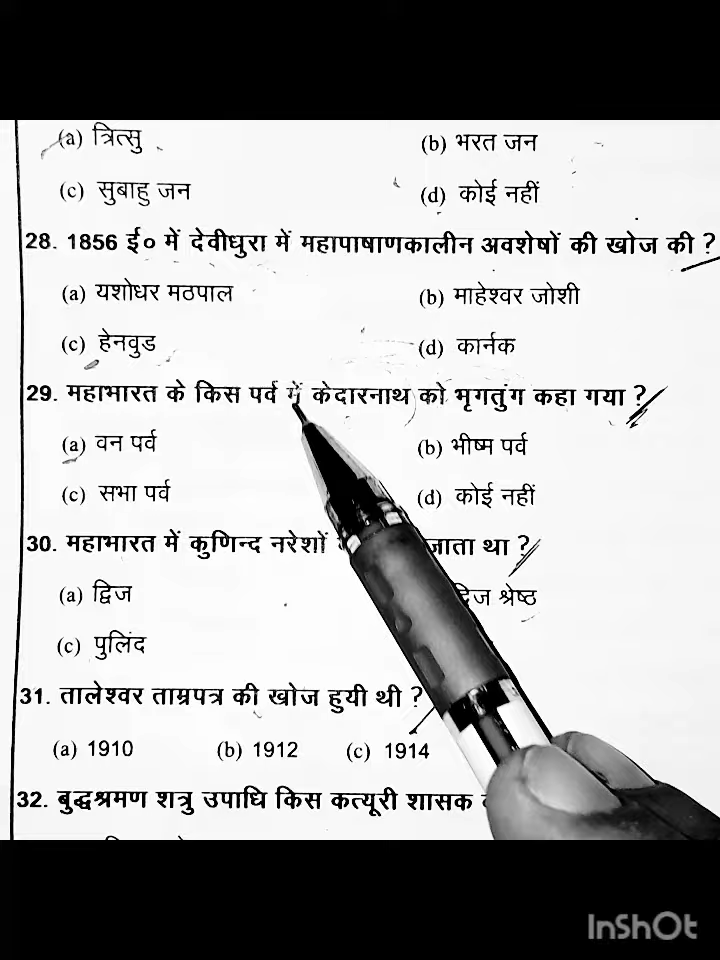 (a) त्रित्सु (b) भरत जन
(c) सुबाहु जन (d) कोई नहीं
28. 1856 ई० में देवीधुरा में महापाषाणकालीन अवशेषों की खोज की ?
(a) यशोधर मठपाल (b) माहेश्वर जोशी
(c) हेनवुड (d) कार्नक
29. महाभारत के किस पर्व में केदारनाथ को भृगतुंग कहा गया ?
(a) वन पर्व (b) भीष्म पर्व
(c) सभा पर्व (d) कोई नहीं
30. महाभारत में कुणिन्द नरेशों जाता था ?
(a) द्विज श्रेष्ठ
(c) पुलिंद
31. तालेश्वर ताम्रपत्र की खोज हुयी थी ?
(a) 1910 (b) 1912 (c) 1914
32. बुद्धश्रमण शत्रु उपाधि किस कत्यूरी शासक
InShOt